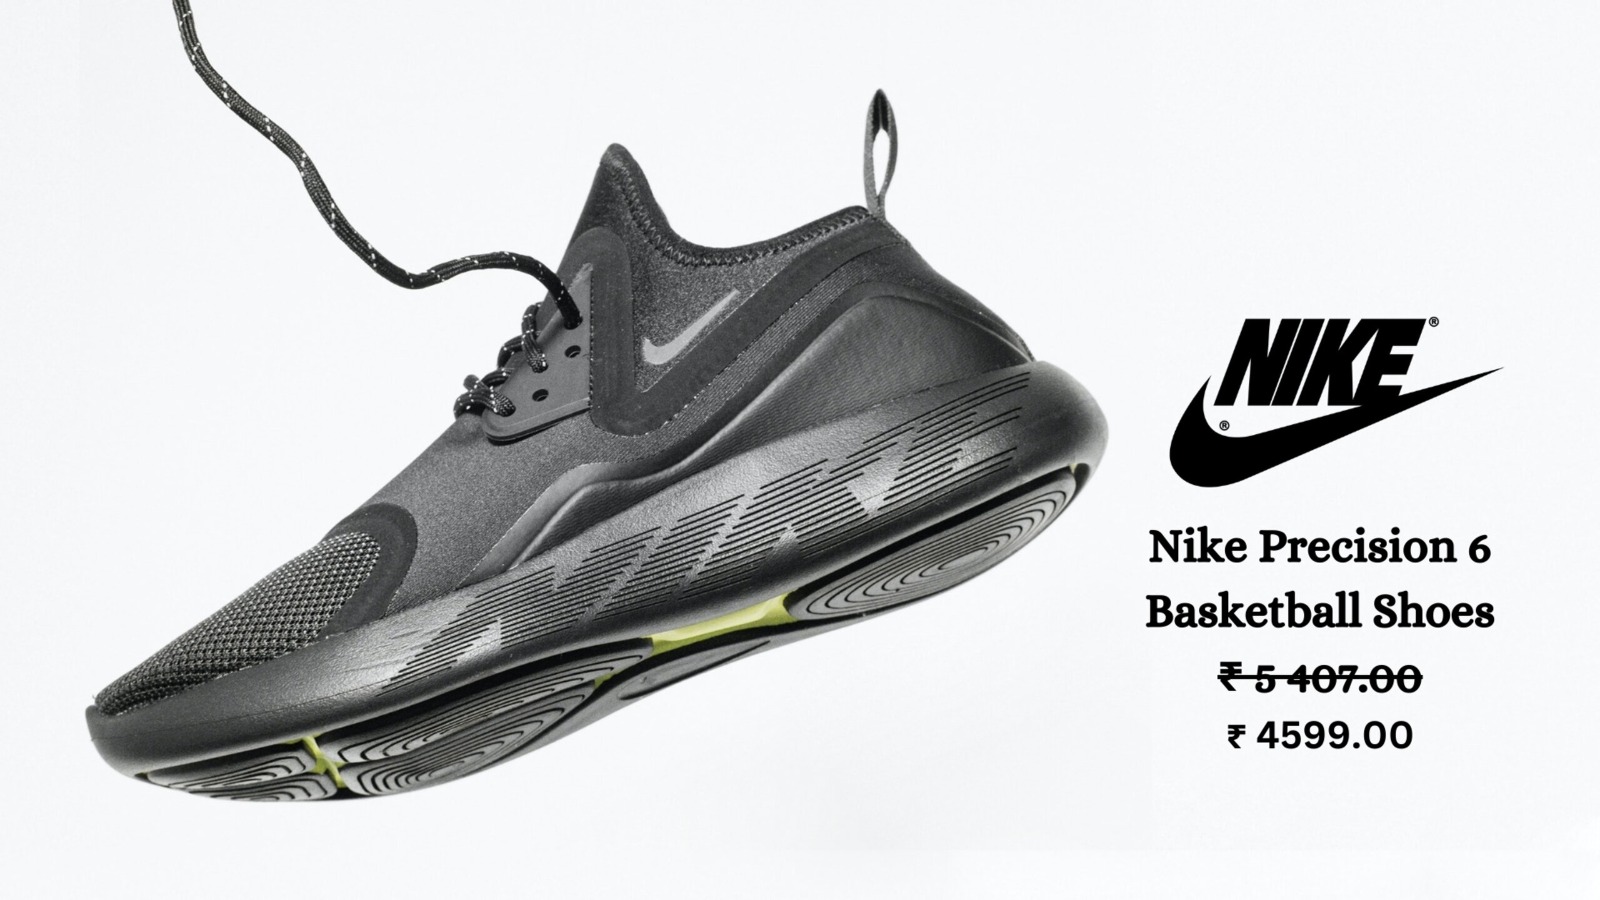 NIKE
Nike Precision 6
Basketball Shoes
₹ 5 407.00
₹ 4599.00